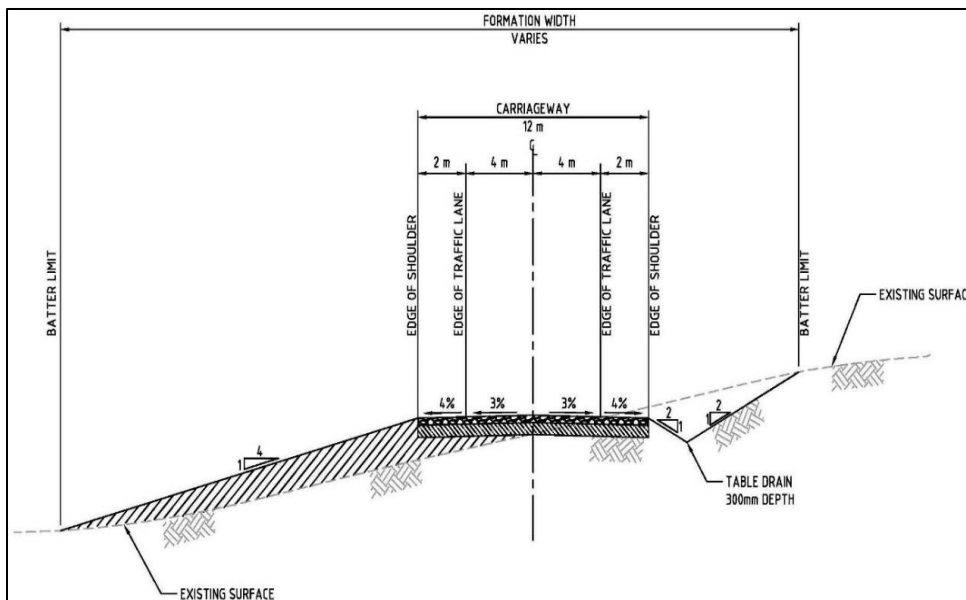 FORMATION WIDTH
VARIES
CARRIAGEWAY
12 m
CL
2 m
4 m
4 m
2 m
BATTER LIMIT
EDGE OF SHOULDER
EDGE OF TRAFFIC LANE
EDGE OF TRAFFIC LANE
EDGE OF SHOULDER
BATTER LIMIT
EXISTING SURFAC
4%
3%
3%
4%
2
1
2
1
4
1
TABLE DRAIN
300mm DEPTH
EXISTING SURFACE